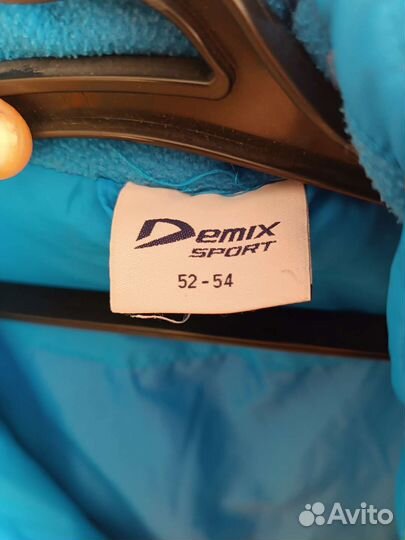 Demix
SPORT
52-54
Avito